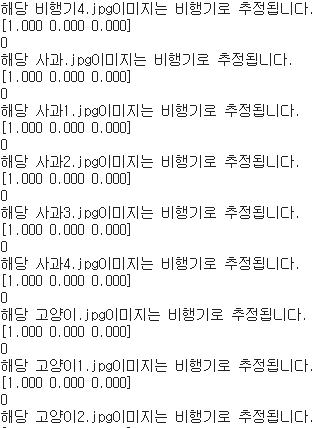 해당 비행기4.jpg이미지는 비행기로 추정됩니다.
[1.000 0.000 0.000]
0
해당 사과.jpg이미지는 비행기로 추정됩니다.
[1.000 0.000 0.000]
0
해당 사과1.jpg이미지는 비행기로 추정됩니다.
[1.000 0.000 0.000]
0
해당 사과2.jpg이미지는 비행기로 추정됩니다.
[1.000 0.000 0.000]
0
해당 사과3.jpg이미지는 비행기로 추정됩니다.
[1.000 0.000 0.000]
0
해당 사과4.jpg이미지는 비행기로 추정됩니다.
[1.000 0.000 0.000]
0
해당 고양이.jpg이미지는 비행기로 추정됩니다.
[1.000 0.000 0.000]
0
해당 고양이1.jpg이미지는 비행기로 추정됩니다.
[1.000 0.000 0.000]
0
해당 고양이2.jpg이미지는 비행기로 추정됩니다.